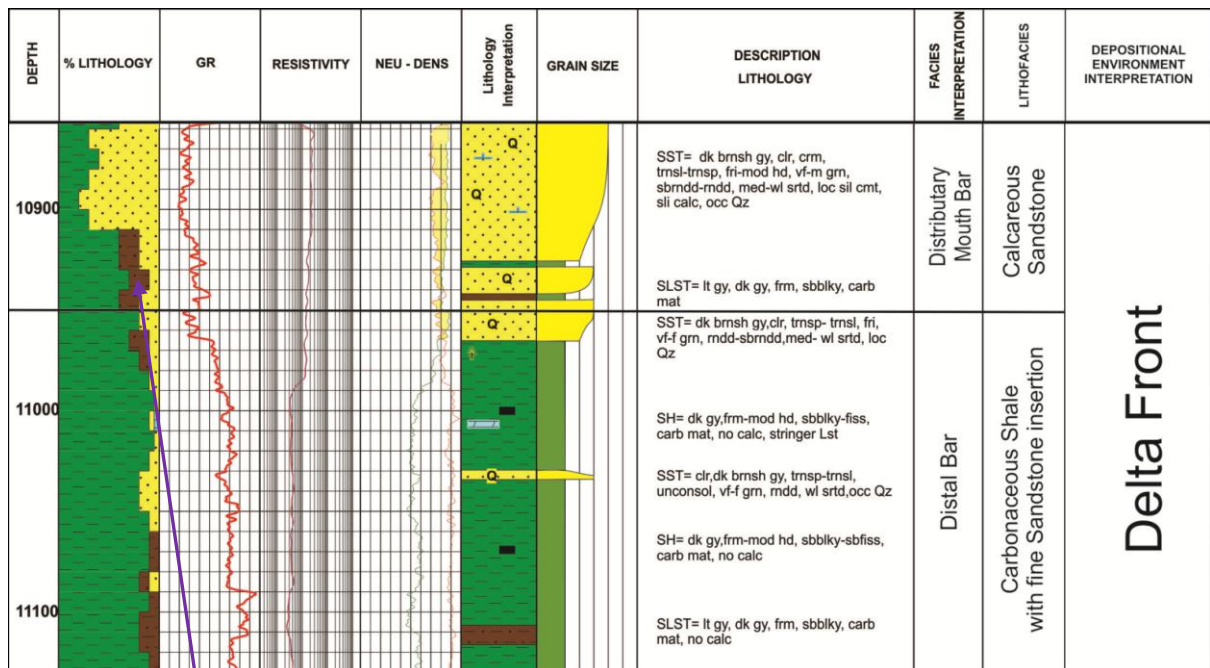 DEPTH
% LITHOLOGY
GR
RESISTIVITY
NEU - DENS
Lithology
Interpretation
GRAIN SIZE
DESCRIPTION
LITHOLOGY
FACIES
INTERPRETATION
LITHOFACIES
DEPOSITIONAL
ENVIRONMENT
INTERPRETATION
10900
11000
11100
Q
Q
Q
Q
Q
SST= dk brnsh gy, clr, crm,
trnsl-trnsp, fri-mod hd, vf-m grn,
sbrndd-rndd, med-wl srtd, loc sil cmt,
sli calc, occ Qz
SLST= lt gy, dk gy, frm, sbblky, carb
mat
SST= dk brnsh gy,clr, trnsp- trnsl, fri,
vf-f grn, rndd-sbrndd,med- wl srtd, loc
Qz
SH= dk gy,frm-mod hd, sbblky-fiss,
carb mat, no calc, stringer Lst
SST= clr,dk brnsh gy, trnsp-trnsl,
unconsol, vf-f grn, rndd, wl srtd,occ Qz
SH= dk gy,frm-mod hd, sbblky-sbfiss,
carb mat, no calc
SLST= lt gy, dk gy, frm, sbblky, carb
mat, no calc
Distributary
Mouth Bar
Calcareous
Sandstone
Distal Bar
Carbonaceous Shale
with fine Sandstone insertion
Delta Front